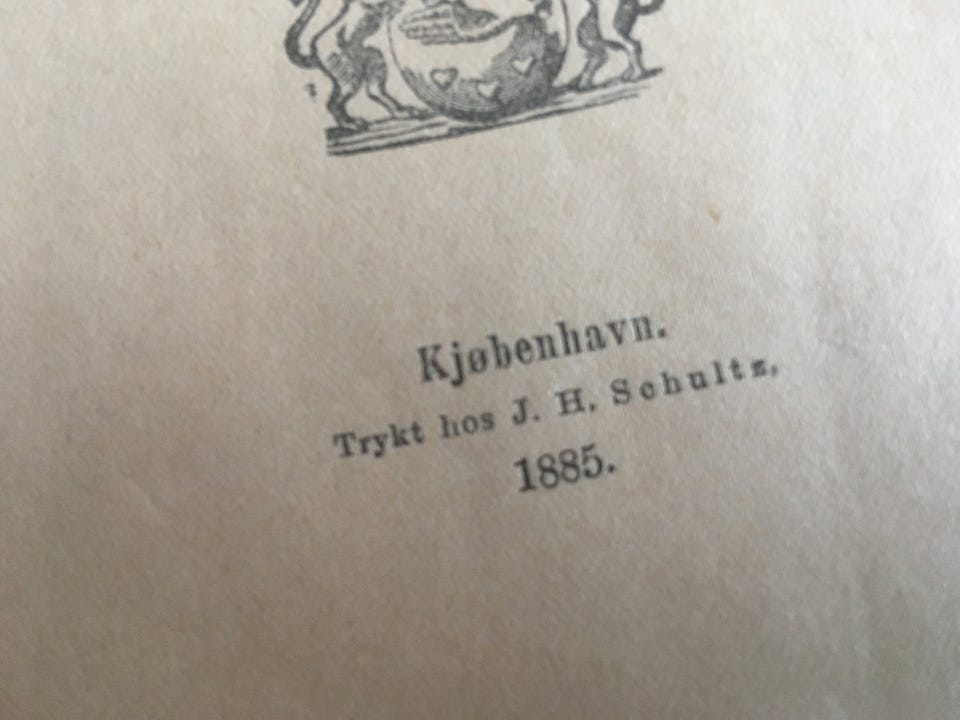 Kjøbenhavn.
Trykt hos J. H. Schultz.
1885.